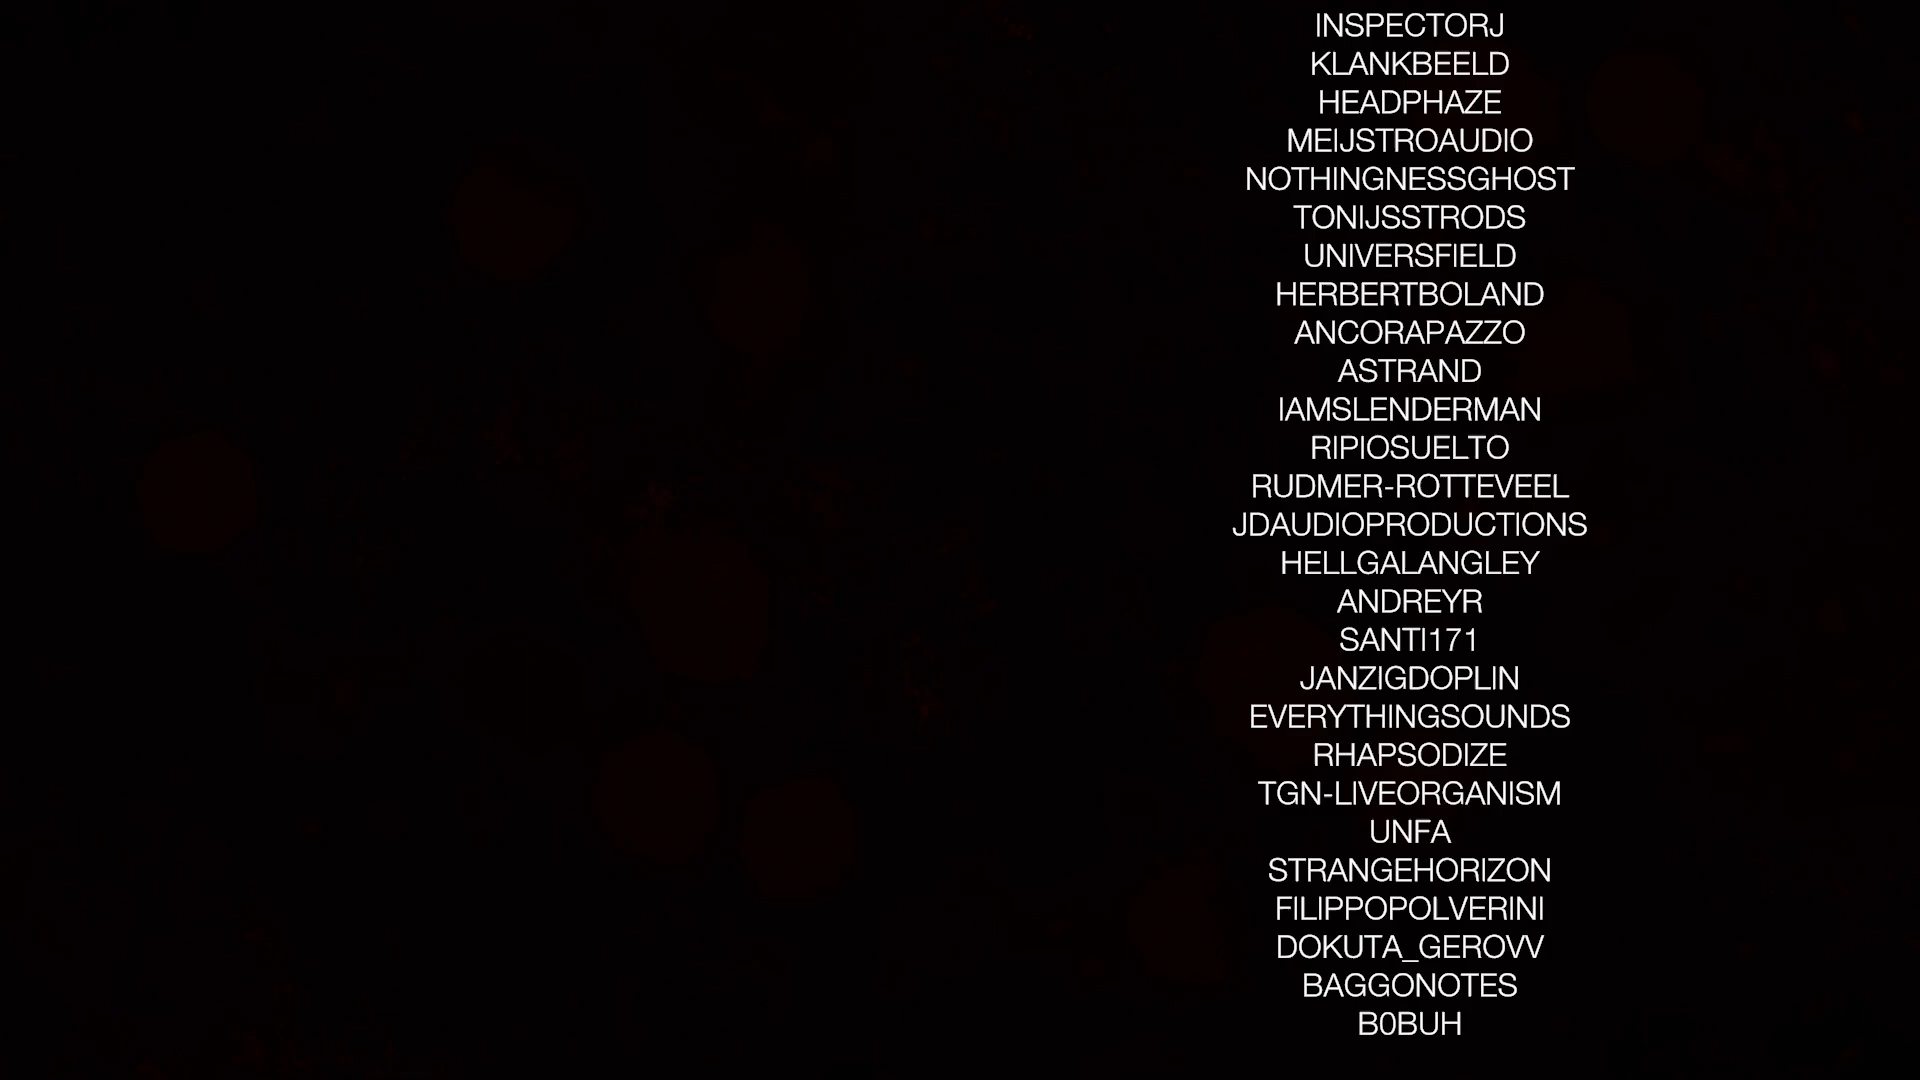 INSPECTORJ
KLANKBEELD
HEADPHAZE
MEIJSTROAUDIO
NOTHINGNESSGHOST
TONIJSSTRODS
UNIVERSFIELD
HERBERTBOLAND
ANCORAPAZZO
ASTRAND
IAMSLENDERMAN
RIPIOSUELTO
RUDMER-ROTTEVEEL
JDAUDIOPRODUCTIONS
HELLGALANGLEY
ANDREYR
SANTI171
JANZIGDOPLIN
EVERYTHINGSOUNDS
RHAPSODIZE
TGN-LIVEORGANISM
UNFA
STRANGEHORIZON
FILIPPOPOLVERINI
DOKUTA_GEROVV
BAGGONOTES
B0BUH